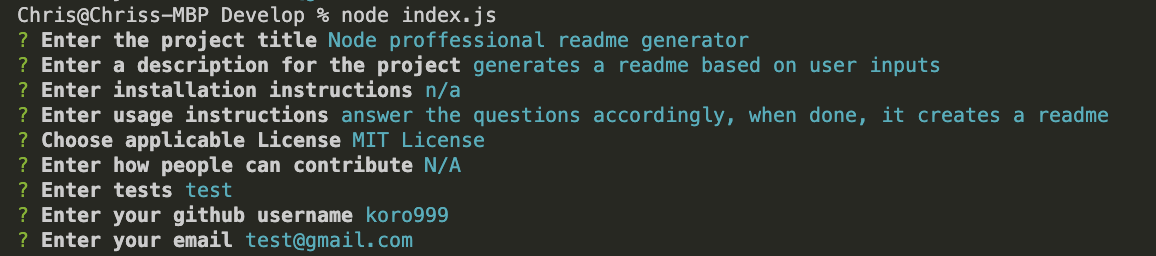 Chris@Chriss-MBP Develop % node index.js
? Enter the project title Node proffessional readme generator
? Enter a description for the project generates a readme based on user inputs
? Enter installation instructions n/a
? Enter usage instructions answer the questions accordingly, when done, it creates a readme
? Choose applicable License MIT License
? Enter how people can contribute N/A
? Enter tests test
? Enter your github username koro999
? Enter your email test@gmail.com